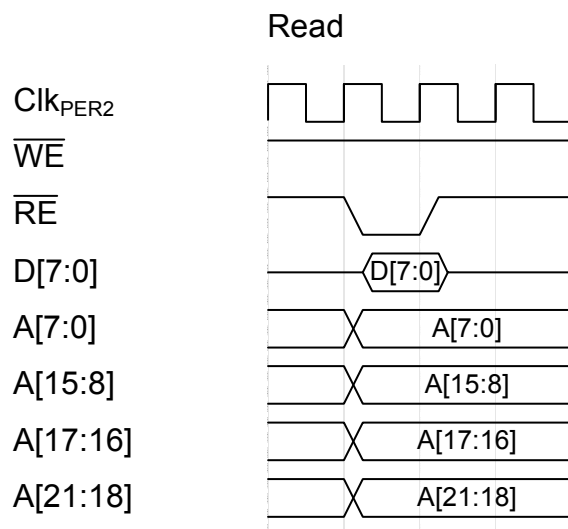 Read
Clk_PER2
WE
RE
D[7:0] D[7:0]
A[7:0] A[7:0]
A[15:8] A[15:8]
A[17:16] A[17:16]
A[21:18] A[21:18]